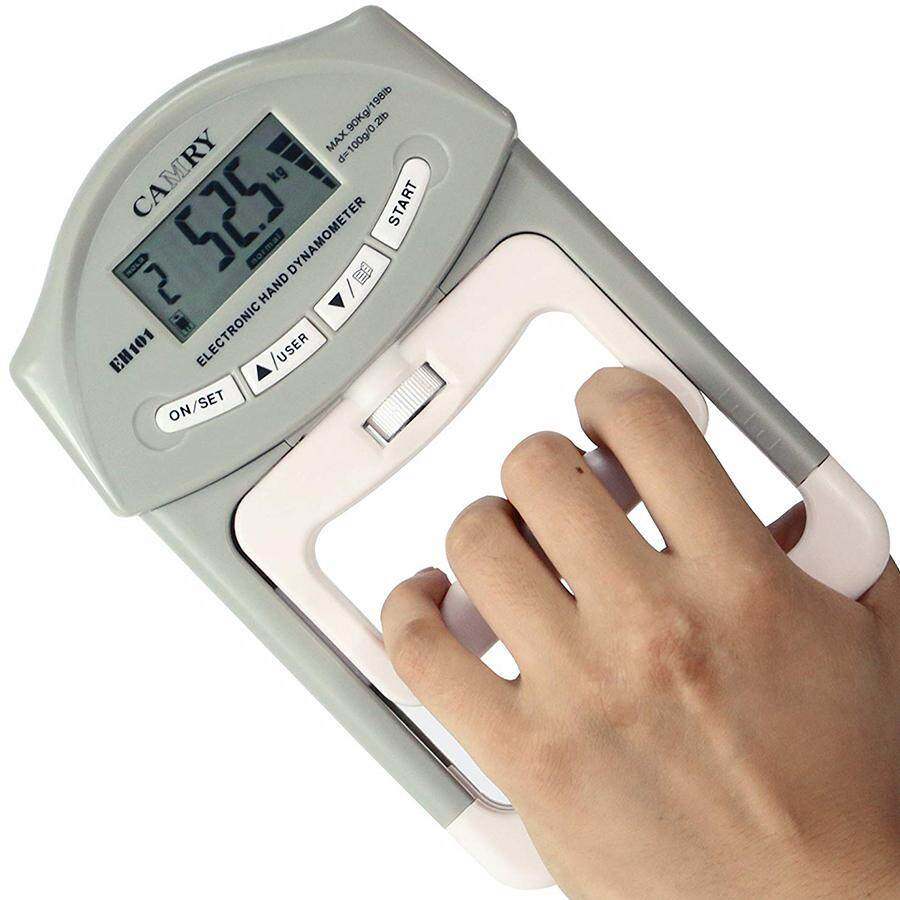 CAMRY
MAX.90Kg/198lb
d=100g/0.2lb
HOLD
2
52.5 kg
normal
EH101
ELECTRONIC HAND DYNAMOMETER
ON/SET
▲/USER
▼/
START